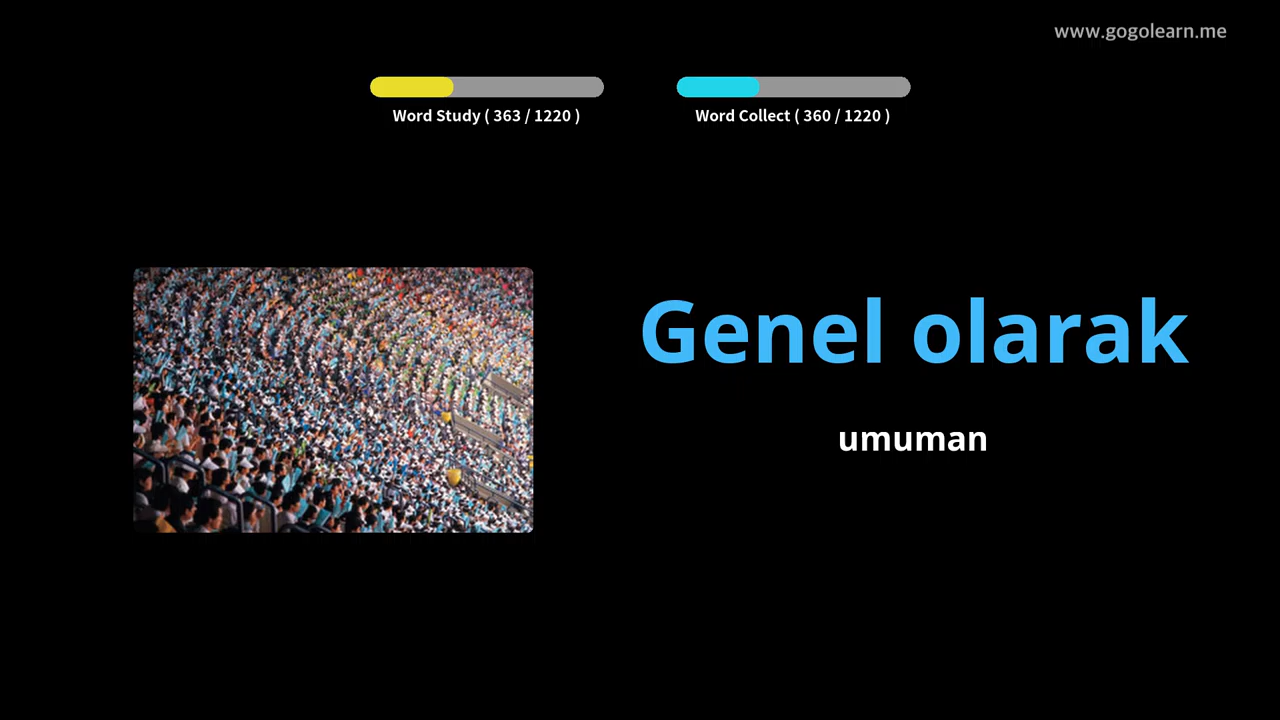 www.gogolearn.me
Word Study ( 363 / 1220 )
Word Collect ( 360 / 1220 )
Genel olarak
umuman